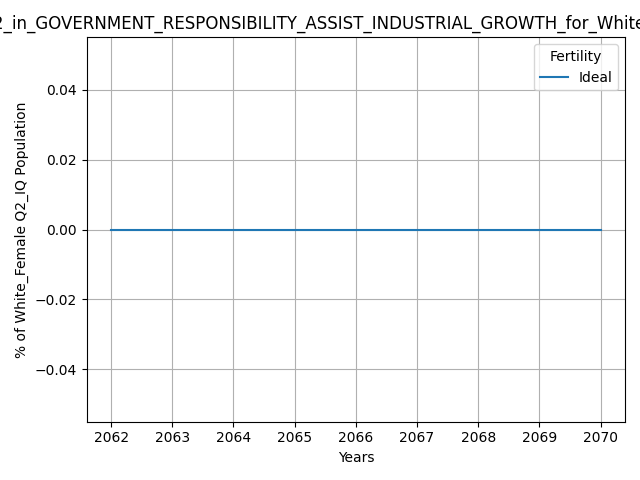 2_in_GOVERNMENT_RESPONSIBILITY_ASSIST_INDUSTRIAL_GROWTH_for_White
Fertility
Ideal
0.04
0.02
0.00
−0.02
−0.04
% of White_Female Q2_IQ Population
2062 2063 2064 2065 2066 2067 2068 2069 2070
Years